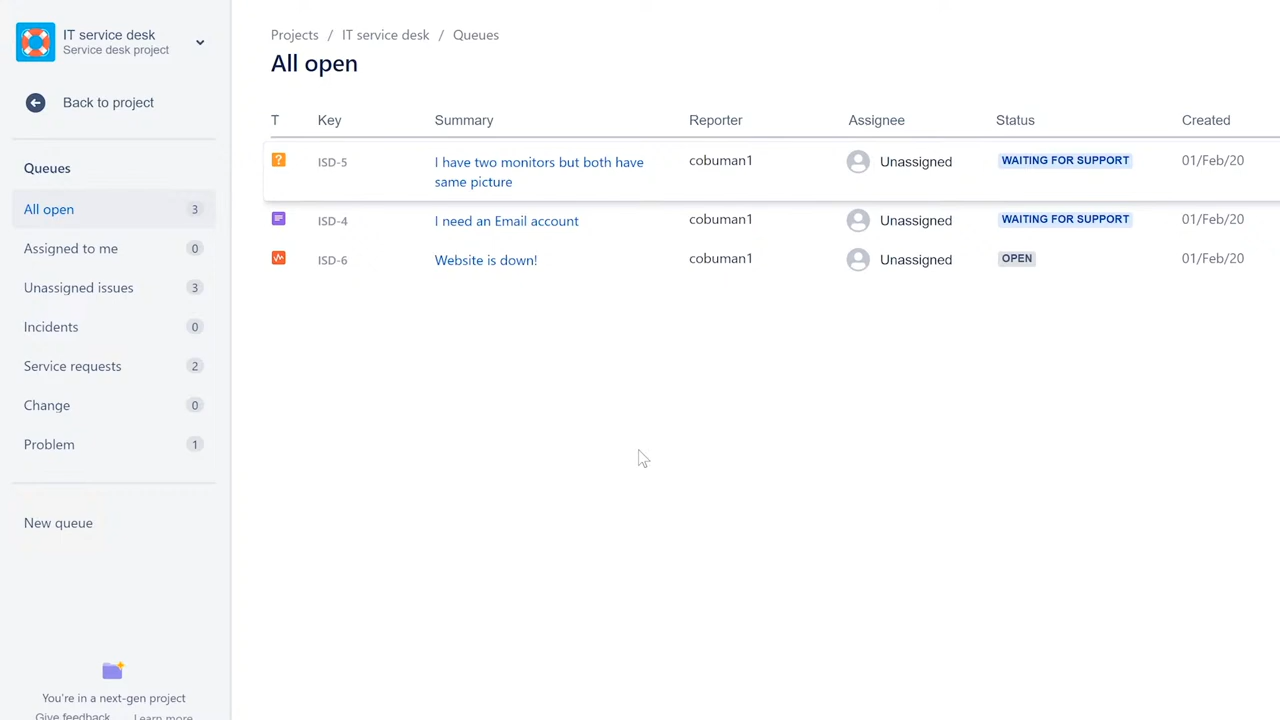 IT service desk
Service desk project
Back to project
Queues
All open 3
Assigned to me 0
Unassigned issues 3
Incidents 0
Service requests 2
Change 0
Problem 1
New queue
You're in a next-gen project
Give feedback Learn more
Projects / IT service desk / Queues
All open
T Key Summary Reporter Assignee Status Created
? ISD-5 I have two monitors but both have cobuman1 Unassigned WAITING FOR SUPPORT 01/Feb/20
same picture
ISD-4 I need an Email account cobuman1 Unassigned WAITING FOR SUPPORT 01/Feb/20
ISD-6 Website is down! cobuman1 Unassigned OPEN 01/Feb/20